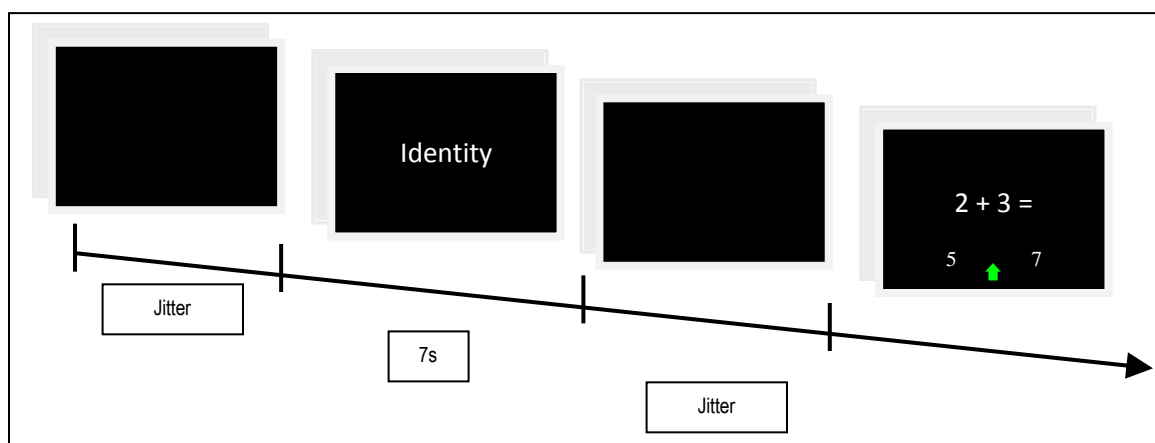 Identity
2 + 3 =
5 7
Jitter
7s
Jitter